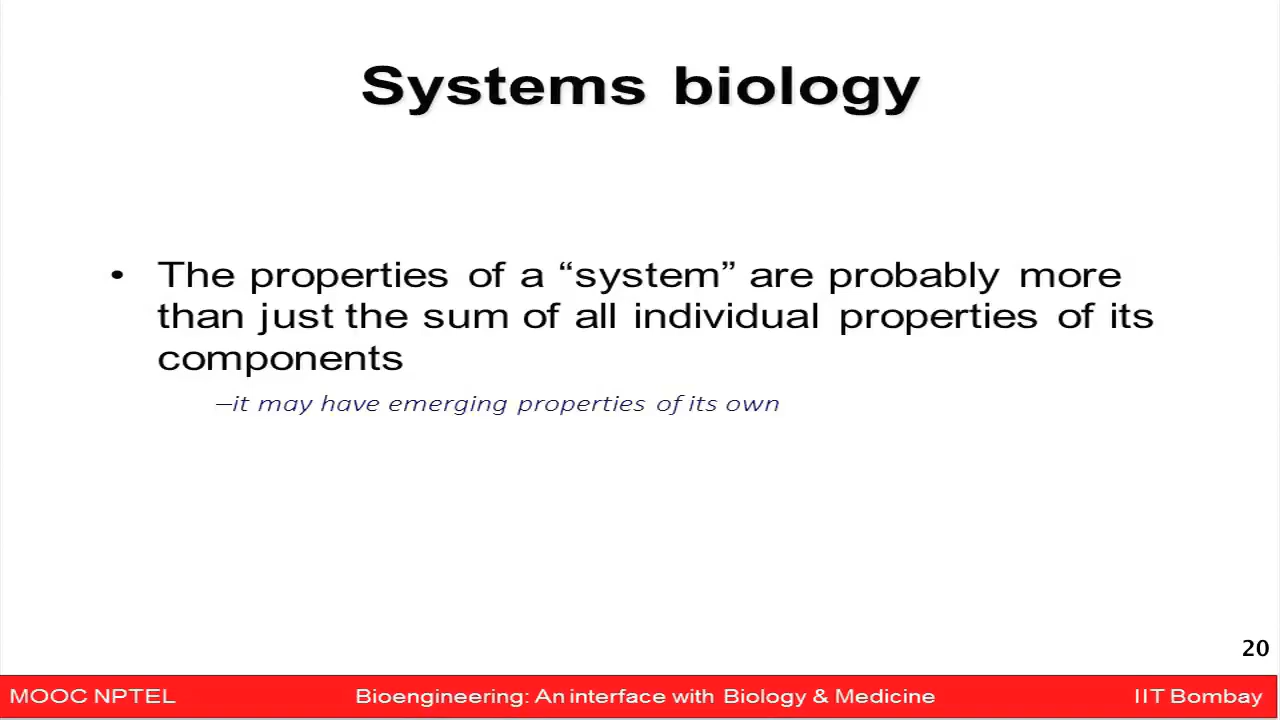 Systems biology
• The properties of a “system” are probably more
than just the sum of all individual properties of its
components
–it may have emerging properties of its own
20
MOOC NPTEL Bioengineering: An interface with Biology & Medicine IIT Bombay